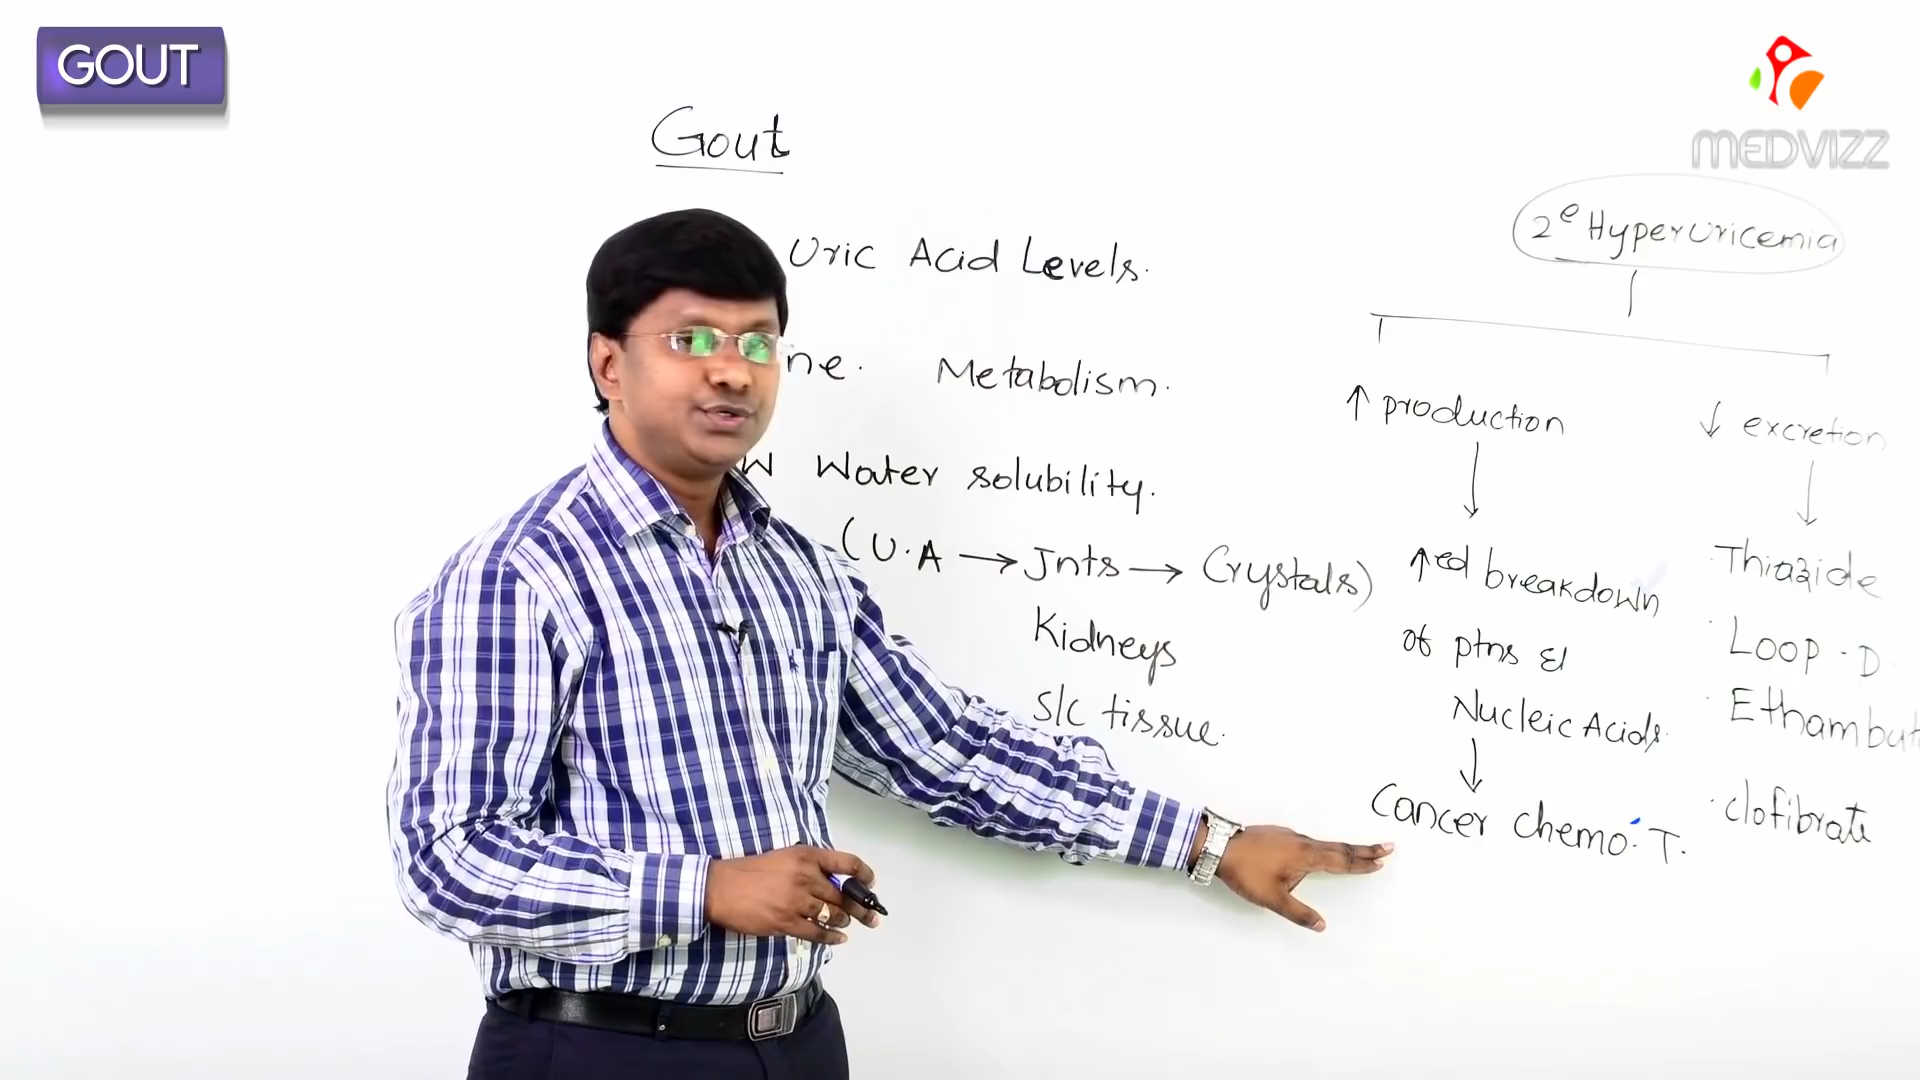 GOUT
MEDVIZZ
Gout
Uric Acid Levels.
ne. Metabolism.
W Water solubility.
(U.A → Jnts → Crystals)
Kidneys
S/C tissue.
2e Hyperuricemia
↑ production
↑ed breakdown
of ptns &
Nucleic Acids.
↓
Cancer chemo. T.
↓ excretion
. Thiazide
. Loop - D.
. Ethambut
. clofibrate